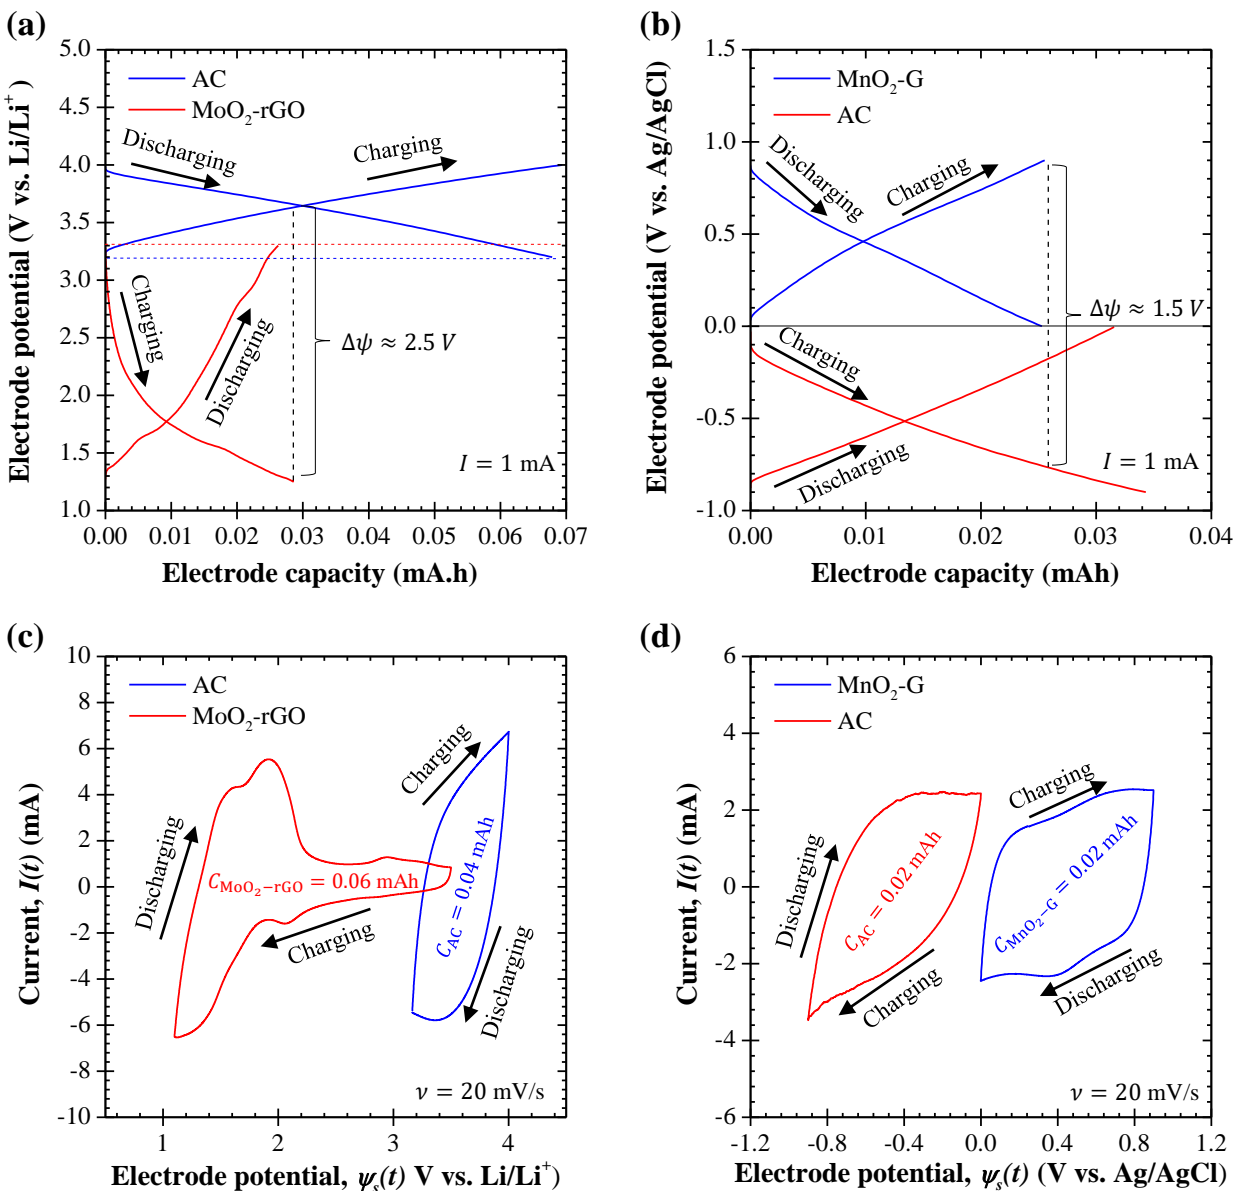 (a)
5.0
4.5
4.0
3.5
3.0
2.5
2.0
1.5
1.0
Electrode potential (V vs. Li/Li⁺)
AC
MoO₂-rGO
Discharging
Charging
Charging
Discharging
Δψ ≈ 2.5 V
I = 1 mA
0.00 0.01 0.02 0.03 0.04 0.05 0.06 0.07
Electrode capacity (mA.h)
(b)
1.5
1.0
0.5
0.0
-0.5
-1.0
Electrode potential (V vs. Ag/AgCl)
MnO₂-G
AC
Discharging
Charging
Δψ ≈ 1.5 V
Charging
Discharging
I = 1 mA
0.00 0.01 0.02 0.03 0.04
Electrode capacity (mAh)
(c)
10
8
6
4
2
0
-2
-4
-6
-8
-10
Current, I(t) (mA)
AC
MoO₂-rGO
Charging
Discharging
C_MoO₂−rGO = 0.06 mAh
C_AC = 0.04 mAh
Charging
Discharging
ν = 20 mV/s
1 2 3 4
Electrode potential, ψₛ(t) V vs. Li/Li⁺)
(d)
6
4
2
0
-2
-4
-6
Current, I(t) (mA)
MnO₂-G
AC
Charging
Discharging
C_AC = 0.02 mAh
C_MnO₂−G = 0.02 mAh
Charging
Discharging
ν = 20 mV/s
-1.2 -0.8 -0.4 0.0 0.4 0.8 1.2
Electrode potential, ψₛ(t) (V vs. Ag/AgCl)